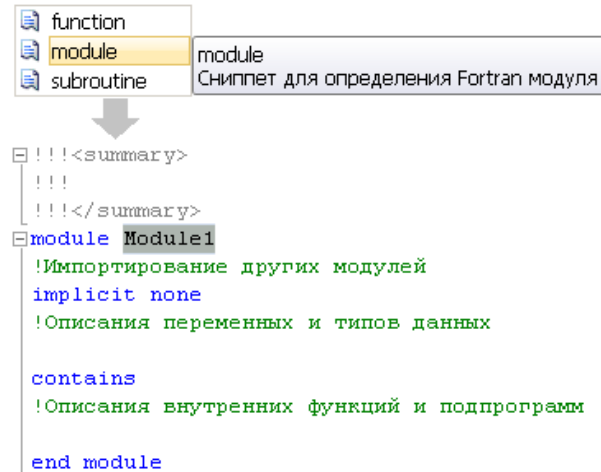 function
module
subroutine
module
Сниппет для определения Fortran модуля
!!!<summary>
!!!
!!!</summary>
module Module1
!Импортирование других модулей
implicit none
!Описания переменных и типов данных
contains
!Описания внутренних функций и подпрограмм
end module